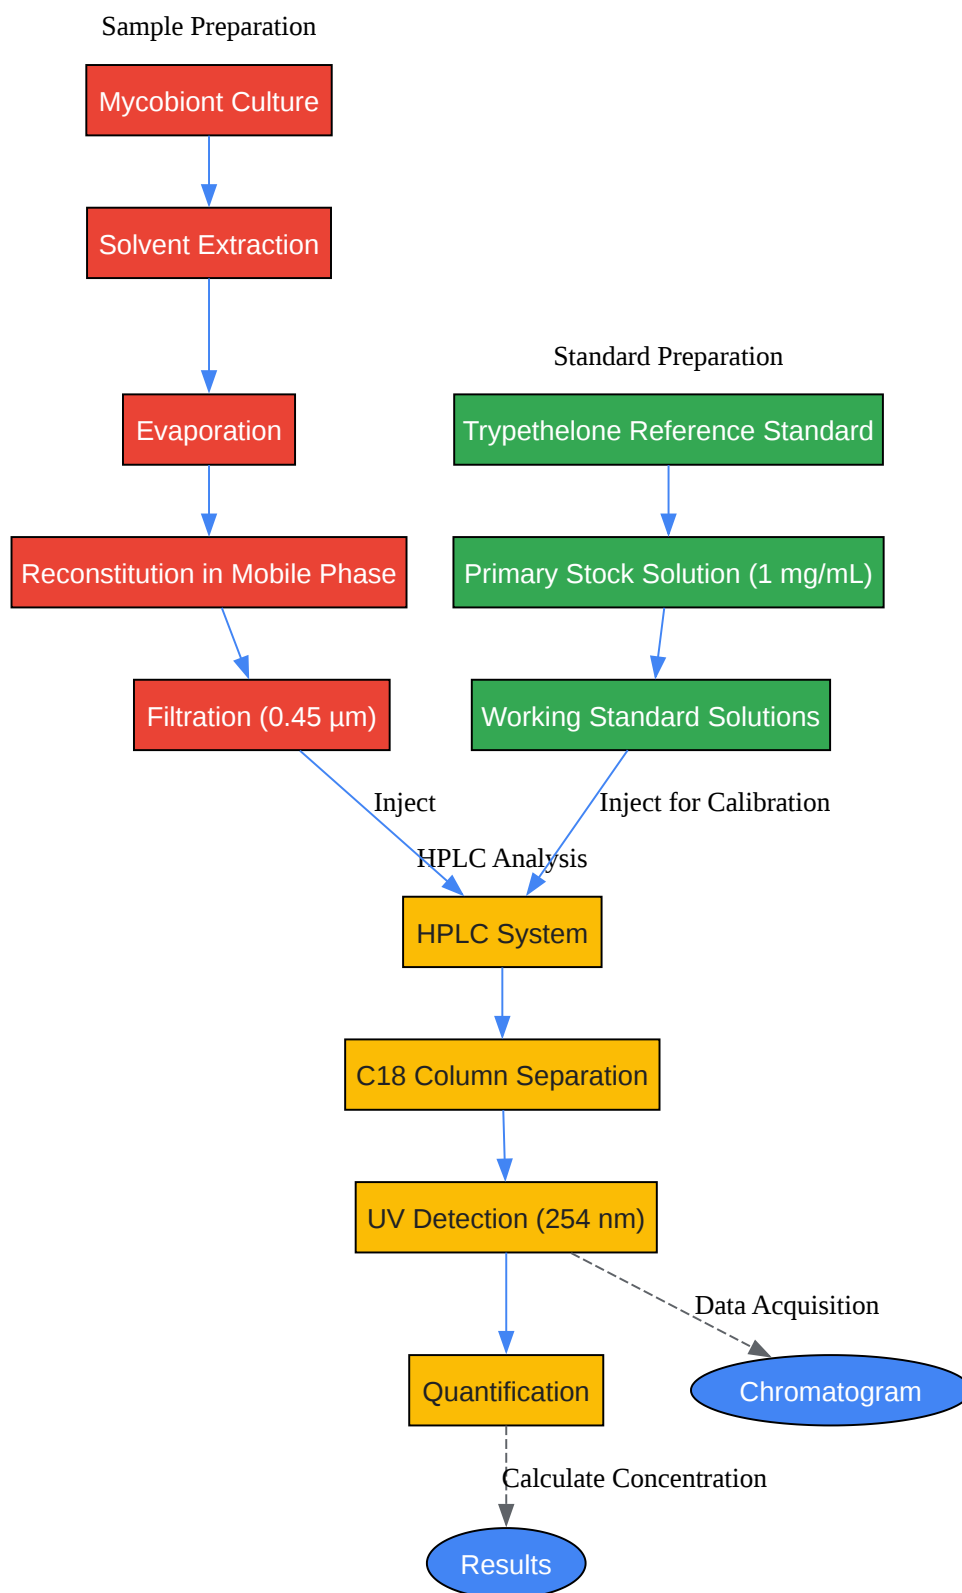 Sample Preparation
Mycobiont Culture
Solvent Extraction
Standard Preparation
Evaporation
Trypethelone Reference Standard
Reconstitution in Mobile Phase
Primary Stock Solution (1 mg/mL)
Filtration (0.45 µm)
Working Standard Solutions
Inject
Inject for Calibration
HPLC Analysis
HPLC System
C18 Column Separation
UV Detection (254 nm)
Data Acquisition
Quantification
Chromatogram
Calculate Concentration
Results